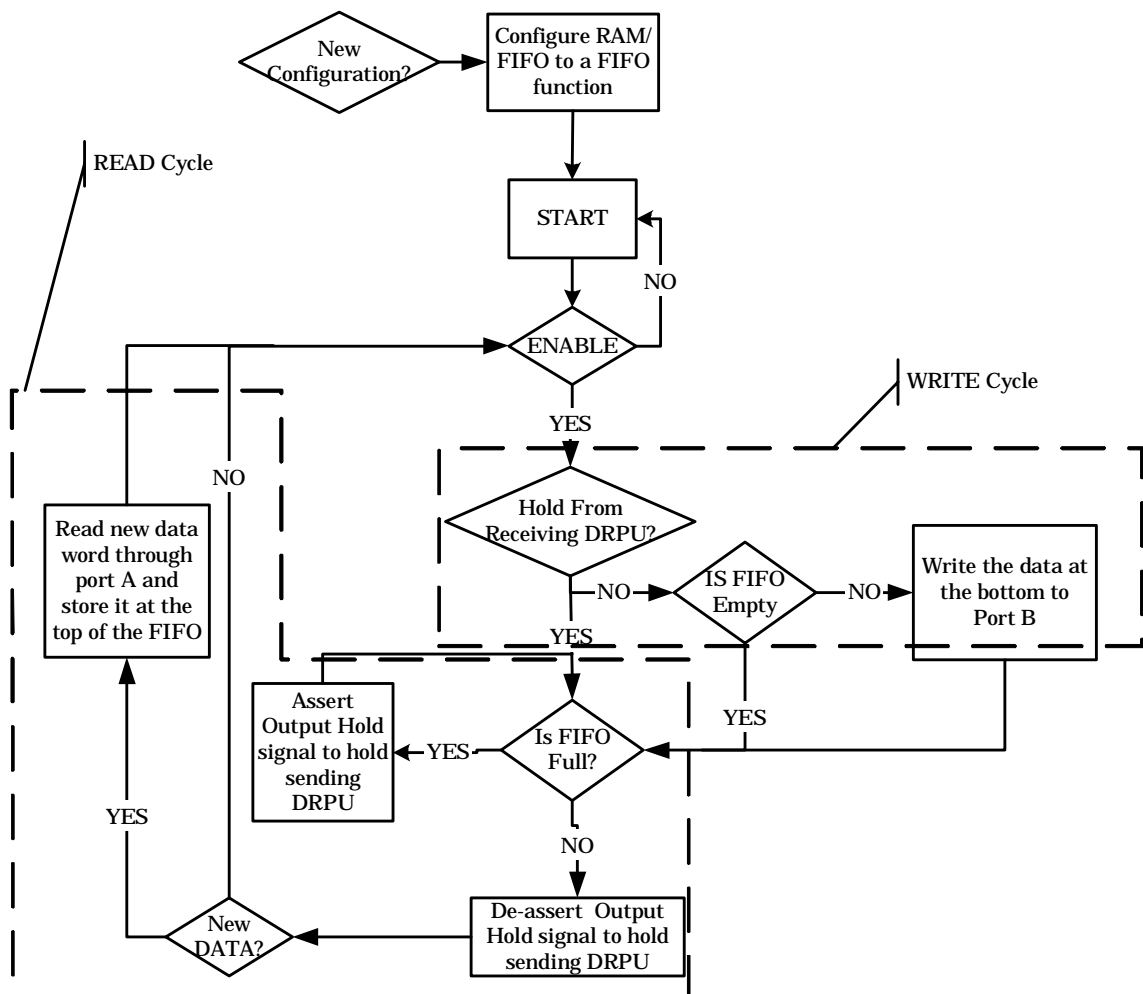 New
Configuration?
Configure RAM/
FIFO to a FIFO
function
READ Cycle
START
NO
ENABLE
WRITE Cycle
YES
NO
Hold From
Receiving DRPU?
Read new data
word through
port A and
store it at the
top of the FIFO
NO
IS FIFO
Empty
NO
Write the data at
the bottom to
Port B
YES
Assert
Output Hold
signal to hold
sending
DRPU
YES
Is FIFO
Full?
YES
YES
NO
New
DATA?
De-assert  Output
Hold signal to hold
sending DRPU